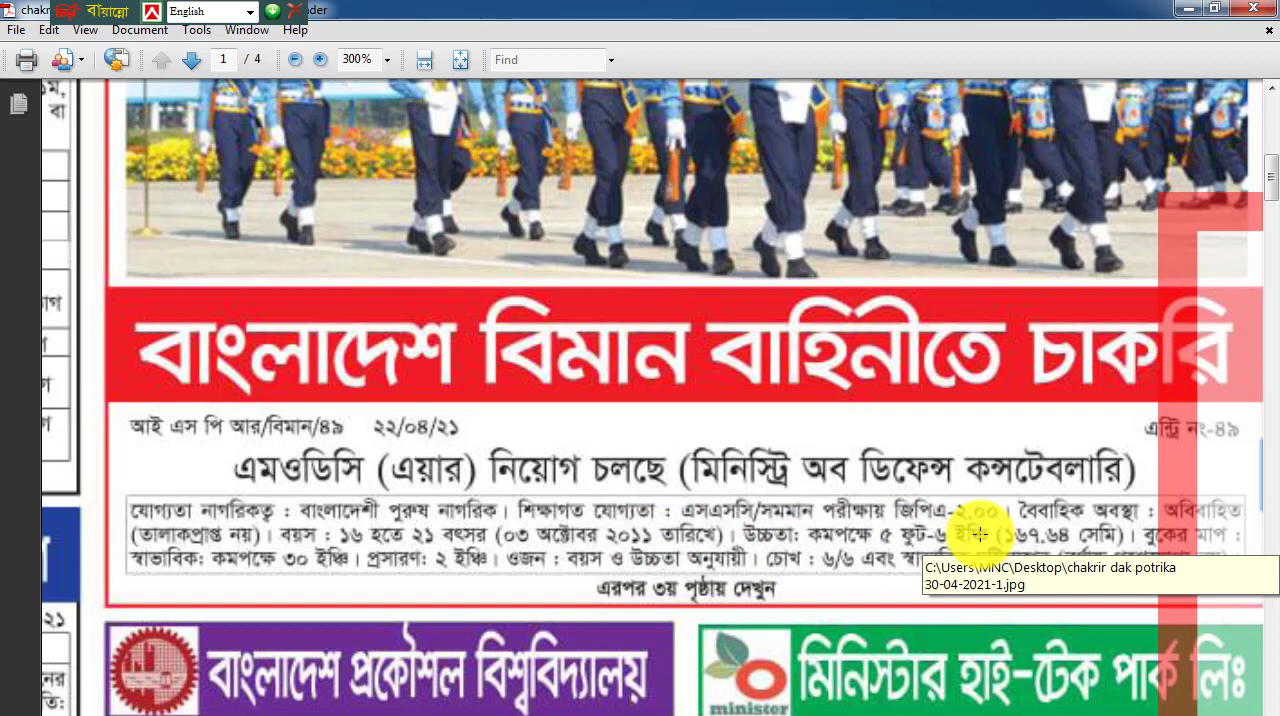 chakr
বায়ান্নো
English
der
File Edit View Document Tools Window Help
1 / 4
300%
Find
বা
বাংলাদেশ বিমান বাহিনীতে চাকরি
আই এস পি আর/বিমান/৪৯ ২২/০৪/২১
এন্ট্রি নং-৪৯
এমওডিসি (এয়ার) নিয়োগ চলছে (মিনিস্ট্রি অব ডিফেন্স কন্সটেবলারি)
যোগ্যতা নাগরিকত্ব : বাংলাদেশী পুরুষ নাগরিক। শিক্ষাগত যোগ্যতা : এসএসসি/সমমান পরীক্ষায় জিপিএ-২.০০। বৈবাহিক অবস্থা : অবিবাহিত
(তালাকপ্রাপ্ত নয়)। বয়স : ১৬ হতে ২১ বৎসর (০৩ অক্টোবর ২০১১ তারিখে)। উচ্চতা: কমপক্ষে ৫ ফুট-৬ ইঞ্চি (১৬৭.৬৪ সেমি)। বুকের মাপ :
স্বাভাবিক: কমপক্ষে ৩০ ইঞ্চি। প্রসারণ: ২ ইঞ্চি। ওজন : বয়স ও উচ্চতা অনুযায়ী। চোখ : ৬/৬ এবং
C:\Users\MNC\Desktop\chakrir dak potrika
30-04-2021-1.jpg
এরপর ৩য় পৃষ্ঠায় দেখুন
বাংলাদেশ প্রকৌশল বিশ্ববিদ্যালয়
minister
মিনিস্টার হাই-টেক পার্ক লিঃ